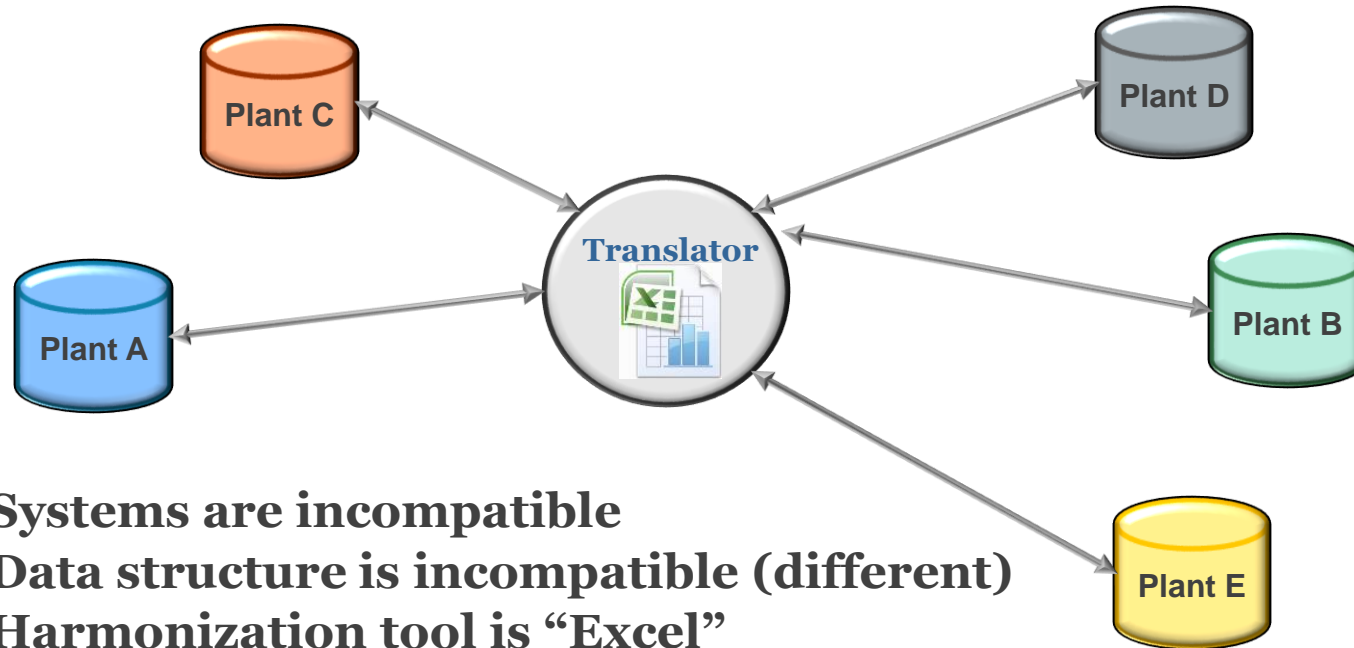 Plant C
Plant D
Translator
Plant A
Plant B
Plant E
Systems are incompatible
Data structure is incompatible (different)
Harmonization tool is “Excel”